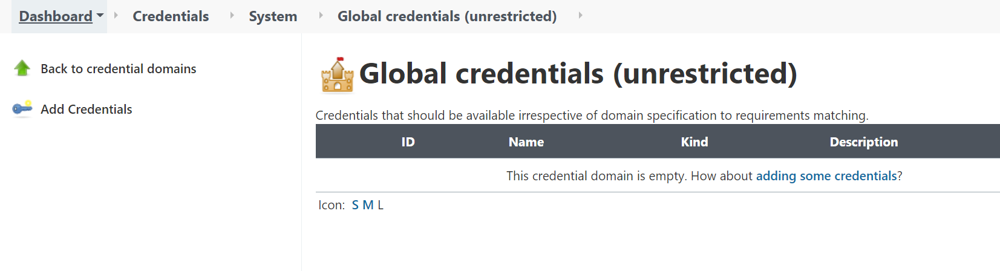 Dashboard Credentials System Global credentials (unrestricted)
Back to credential domains
Add Credentials
Global credentials (unrestricted)
Credentials that should be available irrespective of domain specification to requirements matching.
ID Name Kind Description
This credential domain is empty. How about adding some credentials?
Icon: S M L